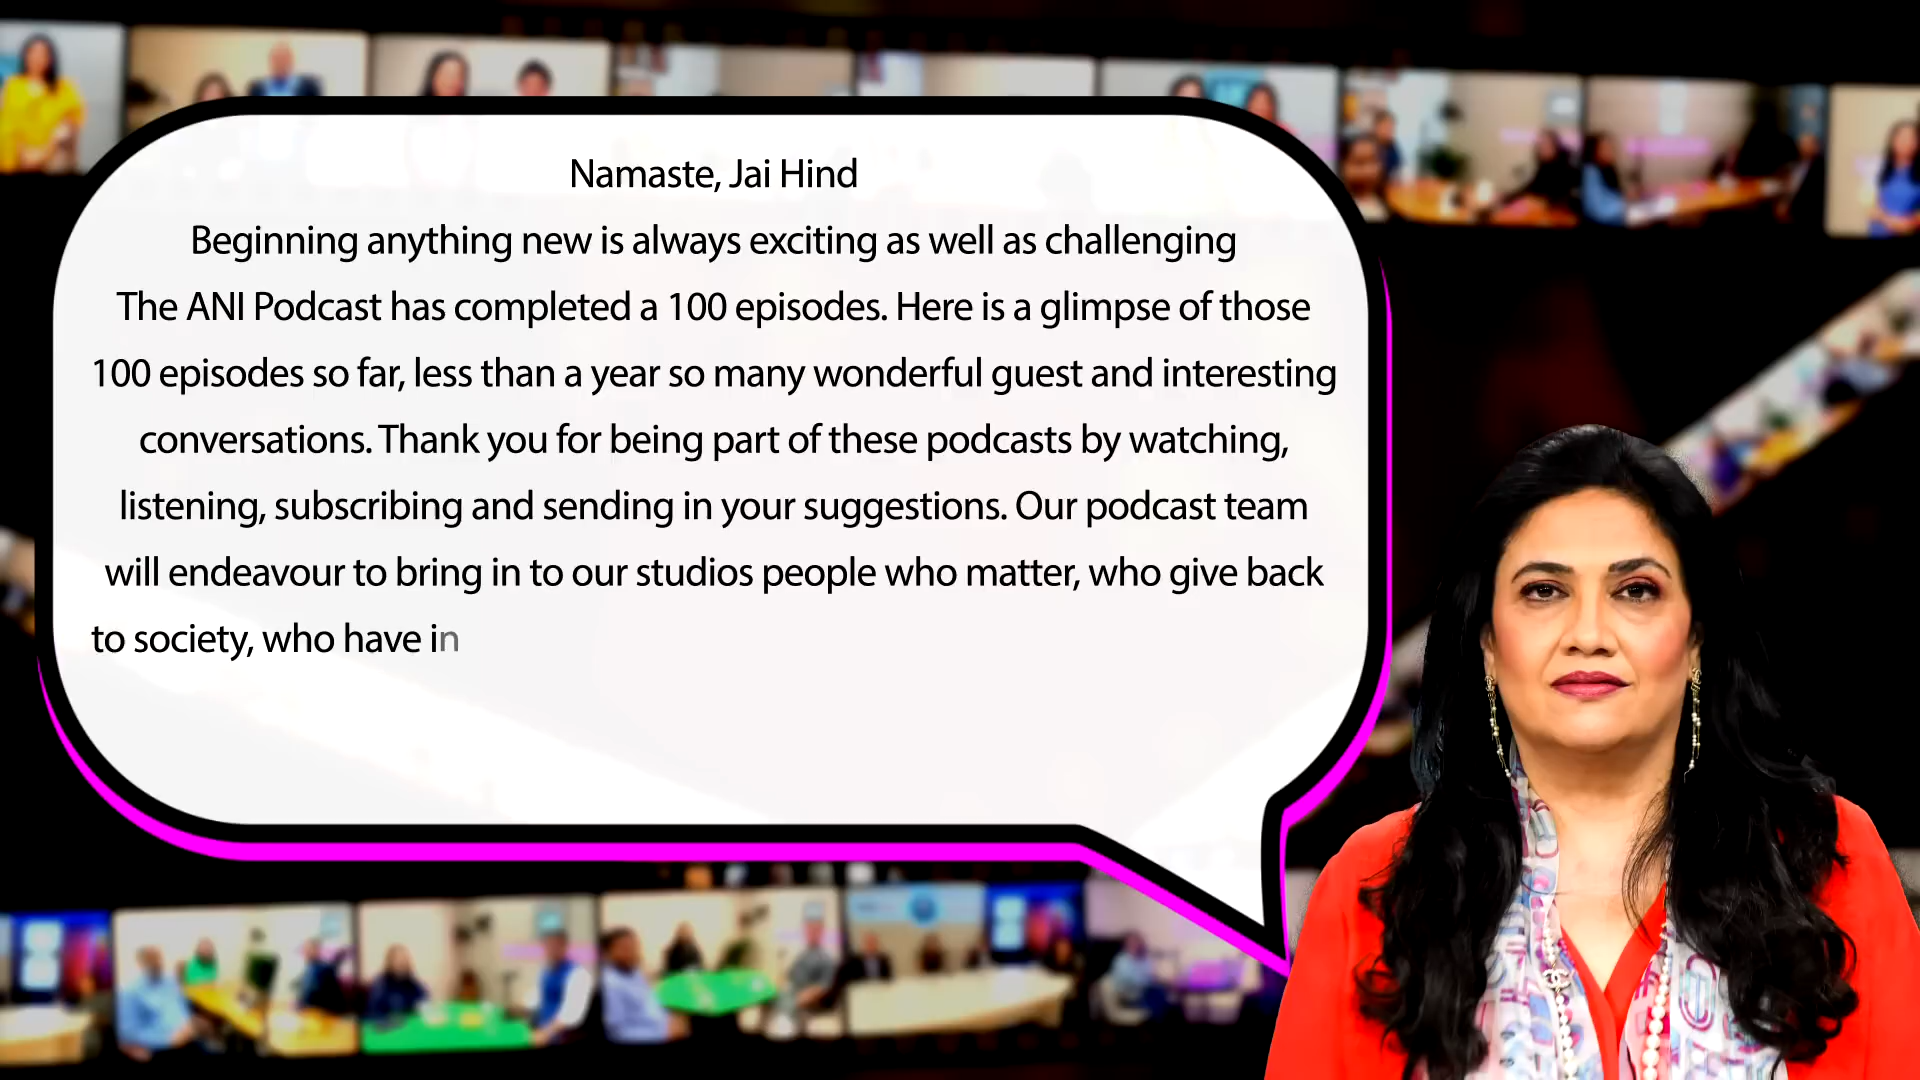 Namaste, Jai Hind
Beginning anything new is always exciting as well as challenging
The ANI Podcast has completed a 100 episodes. Here is a glimpse of those
100 episodes so far, less than a year so many wonderful guest and interesting
conversations. Thank you for being part of these podcasts by watching,
listening, subscribing and sending in your suggestions. Our podcast team
will endeavour to bring in to our studios people who matter, who give back
to society, who have in